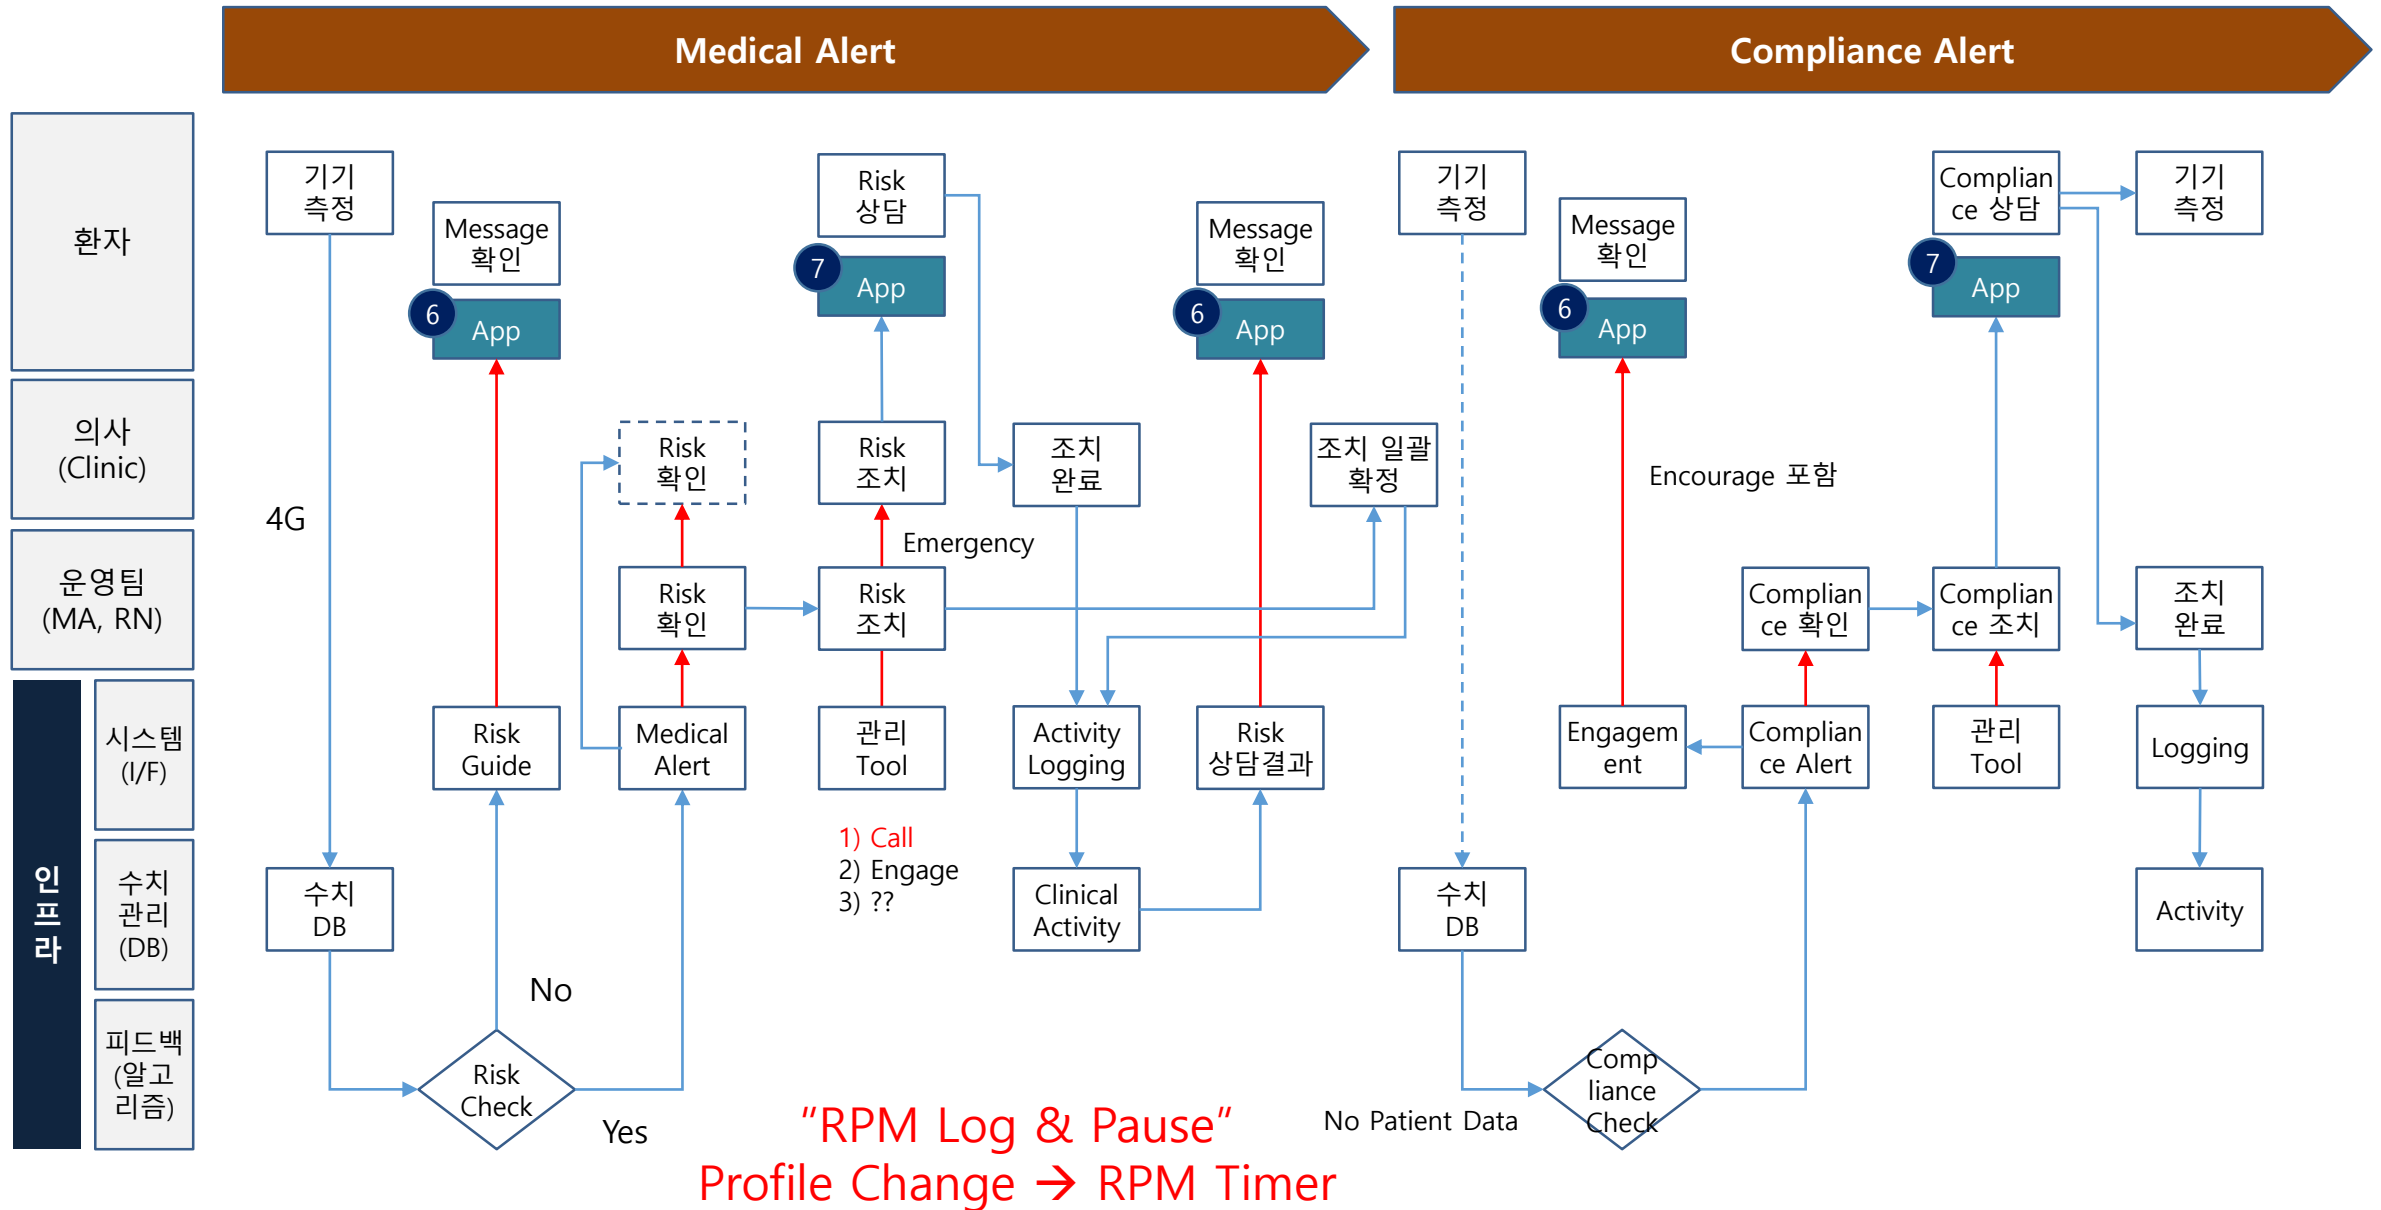 Medical Alert
Compliance Alert
환자
의사
(Clinic)
운영팀
(MA, RN)
인
프
라
시스템
(I/F)
수치
관리
(DB)
피드백
(알고
리즘)
기기
측정
4G
수치
DB
Risk
Check
No
Yes
Message
확인
6
App
Risk
Guide
Risk
확인
Risk
확인
Medical
Alert
Risk
상담
7
App
Risk
조치
Emergency
Risk
조치
관리
Tool
1) Call
2) Engage
3) ??
조치
완료
Activity
Logging
Clinical
Activity
Message
확인
6
App
Risk
상담결과
조치 일괄
확정
"RPM Log & Pause"
Profile Change → RPM Timer
기기
측정
수치
DB
No Patient Data
Comp
liance
Check
Message
확인
6
App
Encourage 포함
Engagem
ent
Complian
ce 확인
Complian
ce Alert
Complian
ce 상담
7
App
Complian
ce 조치
관리
Tool
기기
측정
조치
완료
Logging
Activity